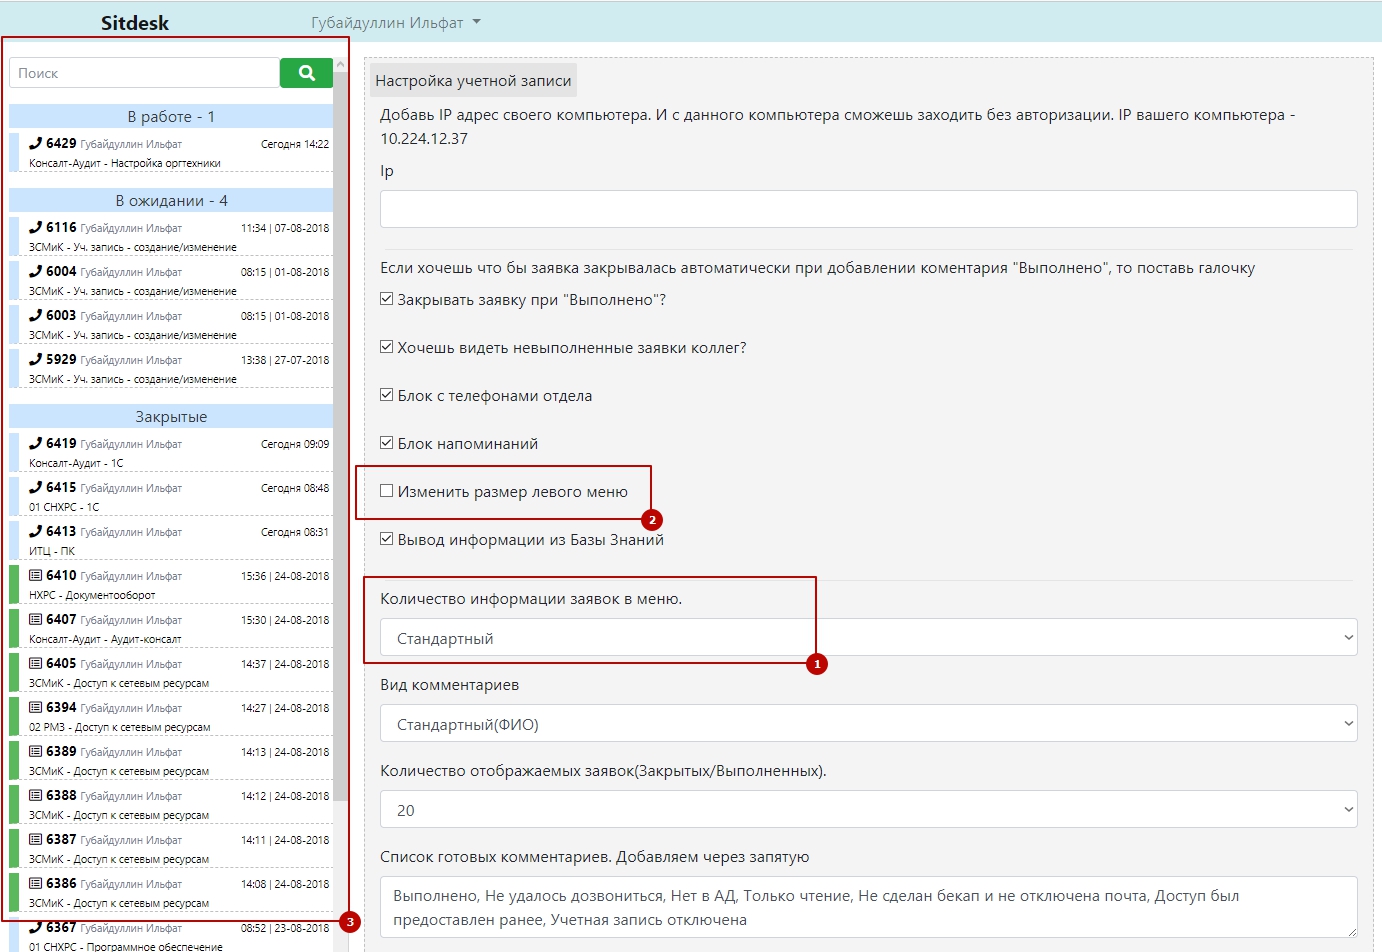 Sitdesk
Губайдуллин Ильфат
Поиск
В работе - 1
6429 Губайдуллин Ильфат Сегодня 14:22
Консалт-Аудит - Настройка оргтехники
В ожидании - 4
6116 Губайдуллин Ильфат 11:34 | 07-08-2018
ЗСМиК - Уч. запись - создание/изменение
6004 Губайдуллин Ильфат 08:15 | 01-08-2018
ЗСМиК - Уч. запись - создание/изменение
6003 Губайдуллин Ильфат 08:15 | 01-08-2018
ЗСМиК - Уч. запись - создание/изменение
5929 Губайдуллин Ильфат 13:38 | 27-07-2018
ЗСМиК - Уч. запись - создание/изменение
Закрытые
6419 Губайдуллин Ильфат Сегодня 09:09
Консалт-Аудит - 1С
6415 Губайдуллин Ильфат Сегодня 08:48
01 СНХРС - 1С
6413 Губайдуллин Ильфат Сегодня 08:31
ИТЦ - ПК
6410 Губайдуллин Ильфат 15:36 | 24-08-2018
НХРС - Документооборот
6407 Губайдуллин Ильфат 15:30 | 24-08-2018
Консалт-Аудит - Аудит-консалт
6405 Губайдуллин Ильфат 14:37 | 24-08-2018
ЗСМиК - Доступ к сетевым ресурсам
6394 Губайдуллин Ильфат 14:27 | 24-08-2018
02 РМЗ - Доступ к сетевым ресурсам
6389 Губайдуллин Ильфат 14:13 | 24-08-2018
ЗСМиК - Доступ к сетевым ресурсам
6388 Губайдуллин Ильфат 14:12 | 24-08-2018
ЗСМиК - Доступ к сетевым ресурсам
6387 Губайдуллин Ильфат 14:11 | 24-08-2018
ЗСМиК - Доступ к сетевым ресурсам
6386 Губайдуллин Ильфат 14:08 | 24-08-2018
ЗСМиК - Доступ к сетевым ресурсам
3
6367 Губайдуллин Ильфат 08:52 | 23-08-2018
01 СНХРС - Программное обеспечение
Настройка учетной записи
Добавь IP адрес своего компьютера. И с данного компьютера сможешь заходить без авторизации. IP вашего компьютера -
10.224.12.37
Ip
Если хочешь что бы заявка закрывалась автоматически при добавлении коментария "Выполнено", то поставь галочку
Закрывать заявку при "Выполнено"?
Хочешь видеть невыполненные заявки коллег?
Блок с телефонами отдела
Блок напоминаний
Изменить размер левого меню
2
Вывод информации из Базы Знаний
Количество информации заявок в меню.
Стандартный
1
Вид комментариев
Стандартный(ФИО)
Количество отображаемых заявок(Закрытых/Выполненных).
20
Список готовых комментариев. Добавляем через запятую
Выполнено, Не удалось дозвониться, Нет в АД, Только чтение, Не сделан бекап и не отключена почта, Доступ был
предоставлен ранее, Учетная запись отключена